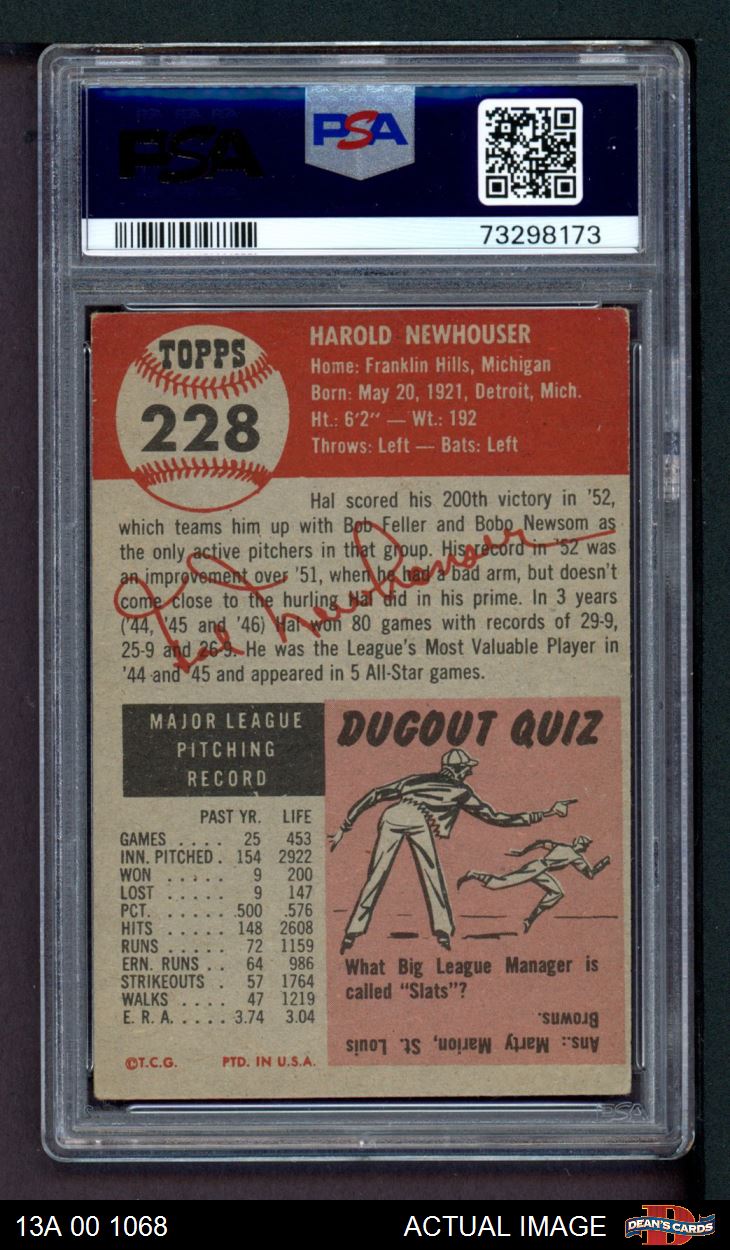 PSA
PSA
73298173
TOPPS
228
HAROLD NEWHOUSER
Home: Franklin Hills, Michigan
Born: May 20, 1921, Detroit, Mich.
Ht.: 6'2" — Wt.: 192
Throws: Left — Bats: Left
Hal scored his 200th victory in '52,
which teams him up with Bob Feller and Bobo Newsom as
the only active pitchers in that group. His record in '52 was
an improvement over '51, when he had a bad arm, but doesn't
come close to the hurling Hal did in his prime. In 3 years
('44, '45 and '46) Hal won 80 games with records of 29-9,
25-9 and 26-9. He was the League's Most Valuable Player in
'44 and '45 and appeared in 5 All-Star games.
Hal Newhouser
MAJOR LEAGUE
PITCHING
RECORD
PAST YR. LIFE
GAMES .... 25 453
INN. PITCHED . 154 2922
WON ..... 9 200
LOST ..... 9 147
PCT. ...... .500 .576
HITS ..... 148 2608
RUNS ..... 72 1159
ERN. RUNS .. 64 986
STRIKEOUTS . 57 1764
WALKS .... 47 1219
E. R. A. ..... 3.74 3.04
©T.C.G. PTD. IN U.S.A.
DUGOUT QUIZ
What Big League Manager is
called "Slats"?
Ans.: Marty Marion, St. Louis
Browns.
PSA
13A 00 1068 ACTUAL IMAGE DEAN'S CARDS